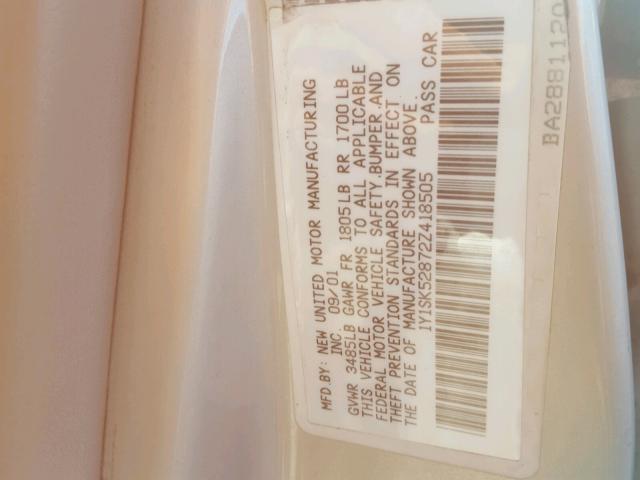 MFD.BY: NEW UNITED MOTOR MANUFACTURING
INC. 09/01
GVWR 3485LB GAWR FR 1805LB RR 1700LB
THIS VEHICLE CONFORMS TO ALL APPLICABLE
FEDERAL MOTOR VEHICLE SAFETY BUMPER AND
THEFT PREVENTION STANDARDS IN EFFECT ON
THE DATE OF MANUFACTURE SHOWN ABOVE.
1Y1SK52872Z418505 PASS CAR